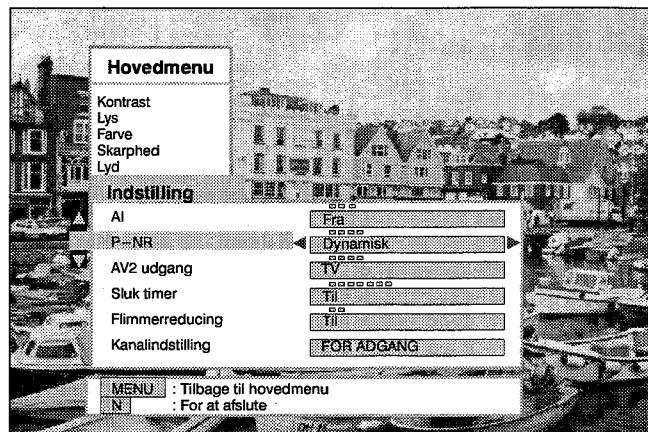 Hovedmenu
Kontrast
Lys
Farve
Skarphed
Lyd
Indstilling
AI Fra
P-NR Dynamisk
AV2 udgang TV
Sluk timer Til
Flimmerreducing Til
Kanalindstilling FOR ADGANG
MENU : Tilbage til hovedmenu
N : For at afslute